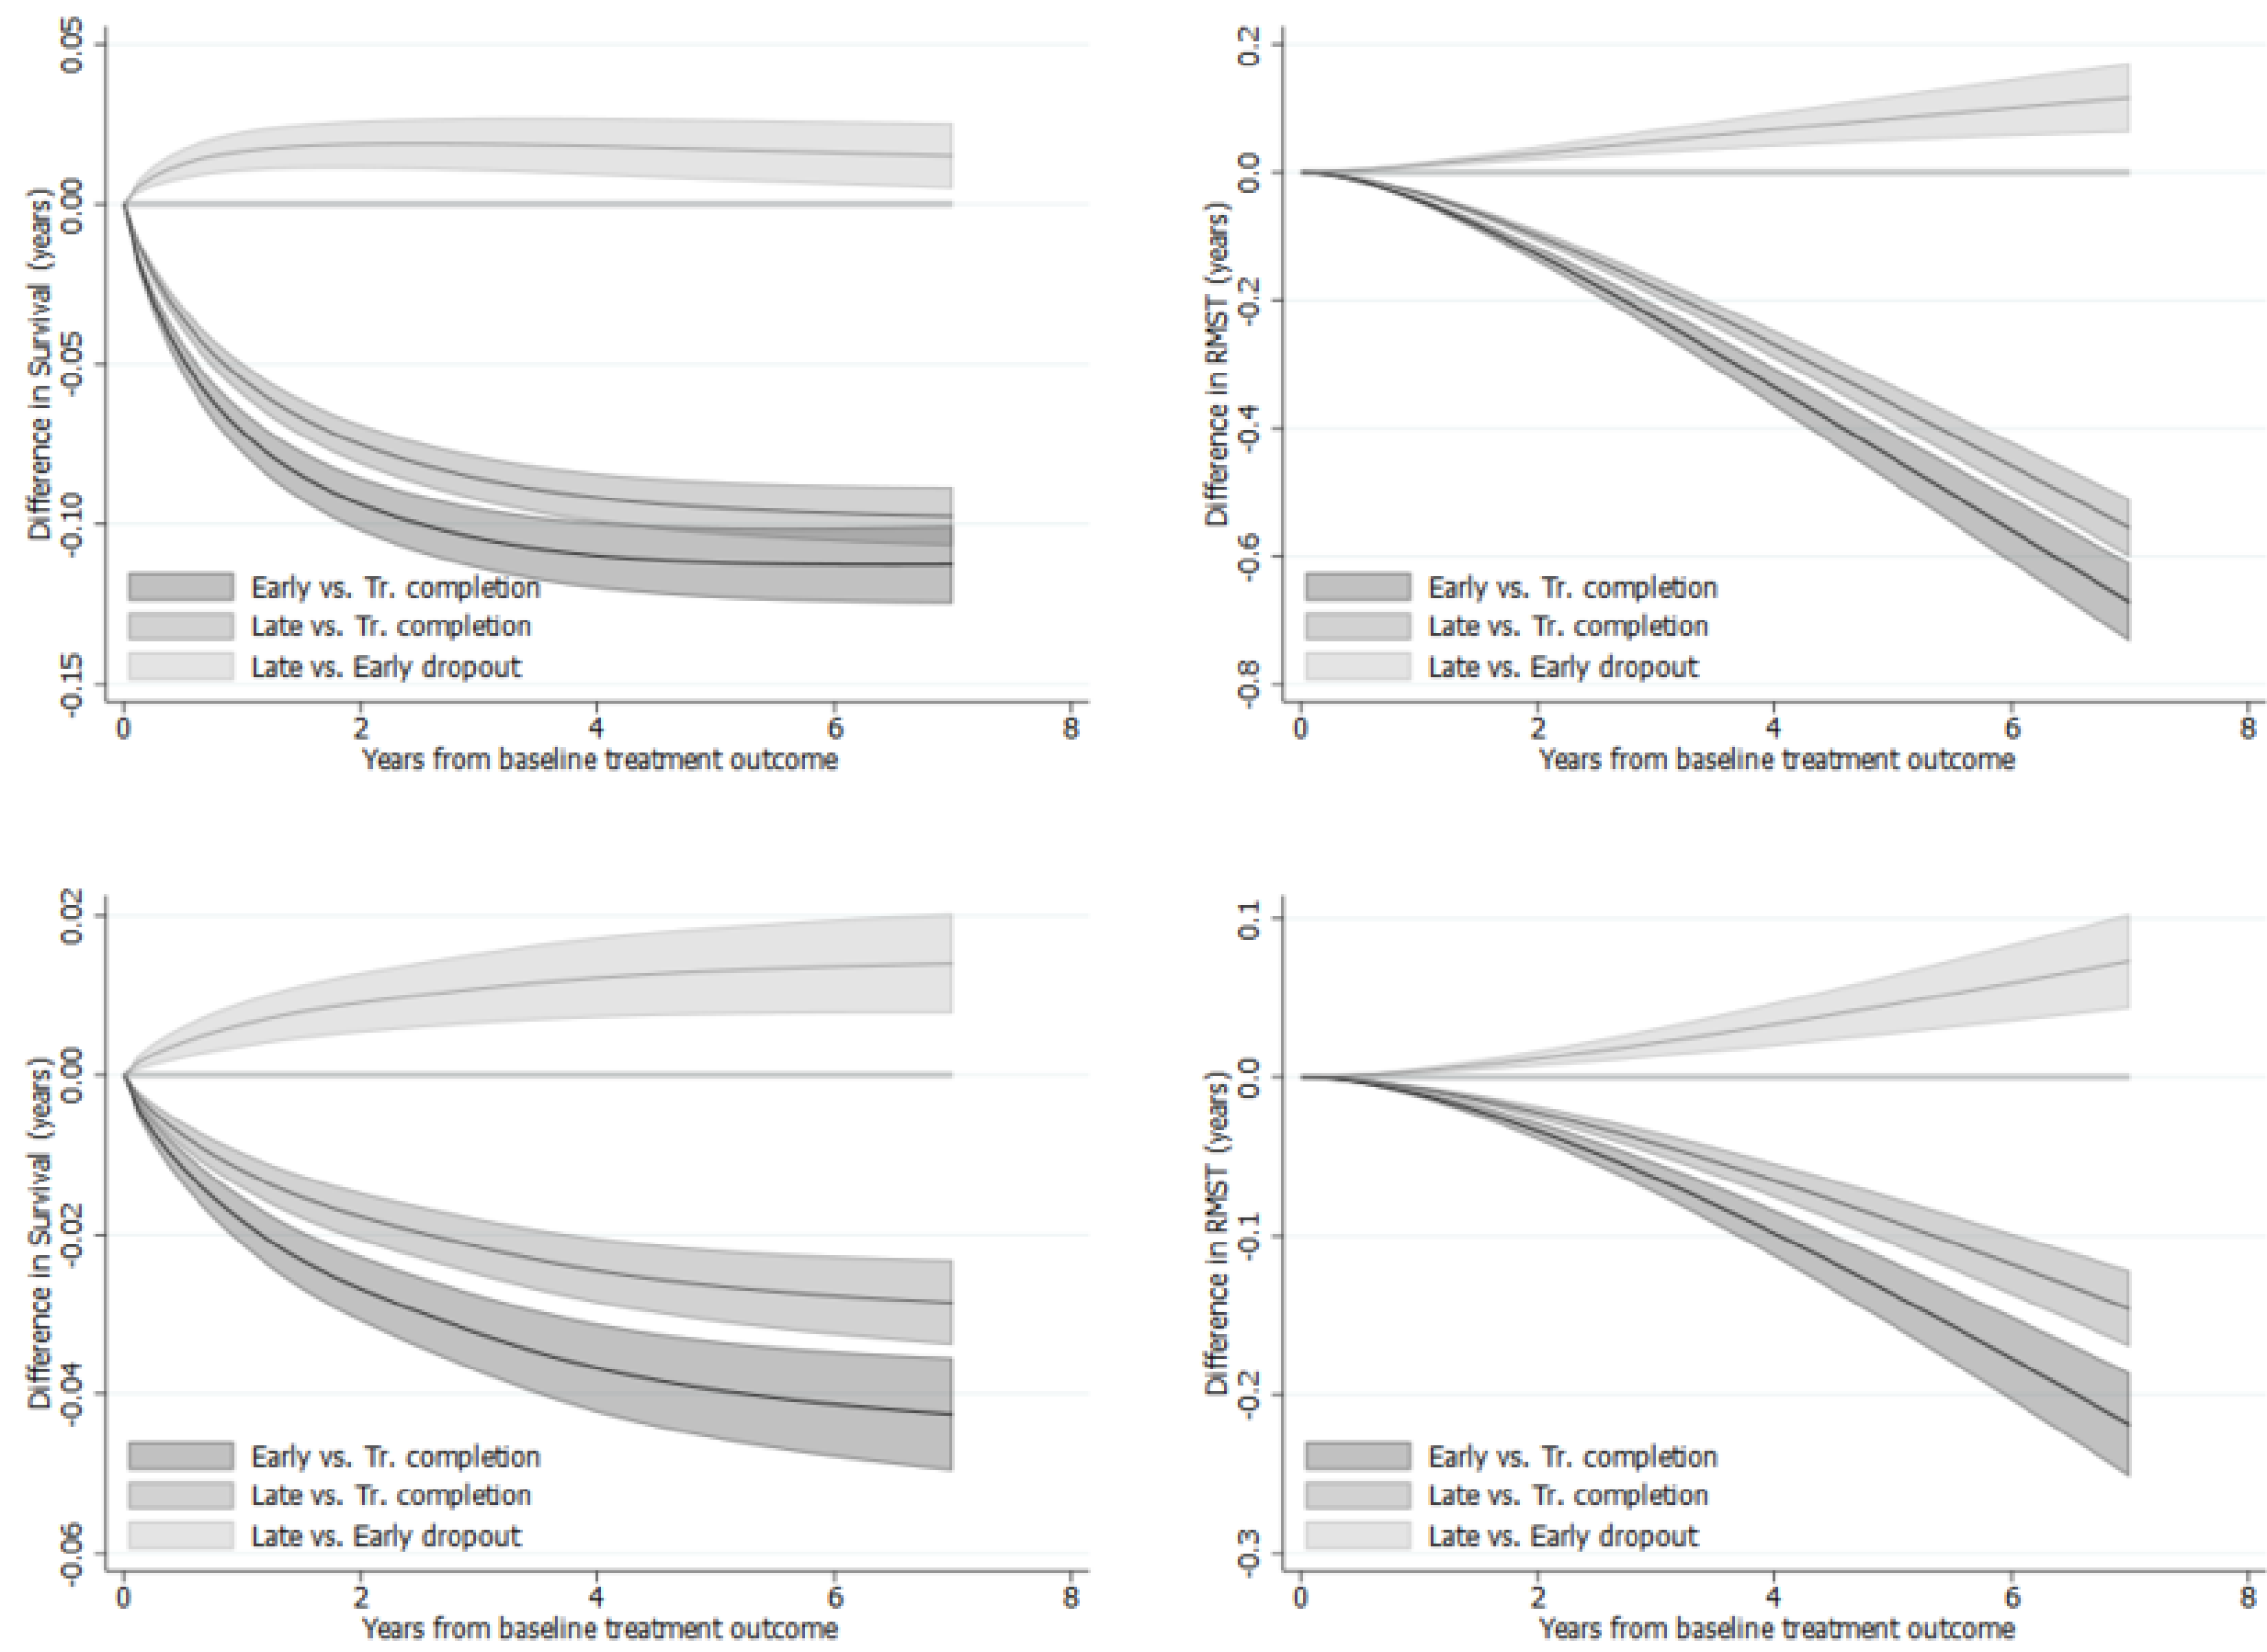 Difference in Survival (years)
0.05
0.00
-0.05
-0.10
-0.15
Early vs. Tr. completion
Late vs. Tr. completion
Late vs. Early dropout
0 2 4 6 8
Years from baseline treatment outcome
Difference in RMST (years)
0.2
0.0
-0.2
-0.4
-0.6
-0.8
Early vs. Tr. completion
Late vs. Tr. completion
Late vs. Early dropout
0 2 4 6 8
Years from baseline treatment outcome
Difference in Survival (years)
0.02
0.00
-0.02
-0.04
-0.06
Early vs. Tr. completion
Late vs. Tr. completion
Late vs. Early dropout
0 2 4 6 8
Years from baseline treatment outcome
Difference in RMST (years)
0.1
0.0
-0.1
-0.2
-0.3
Early vs. Tr. completion
Late vs. Tr. completion
Late vs. Early dropout
0 2 4 6 8
Years from baseline treatment outcome